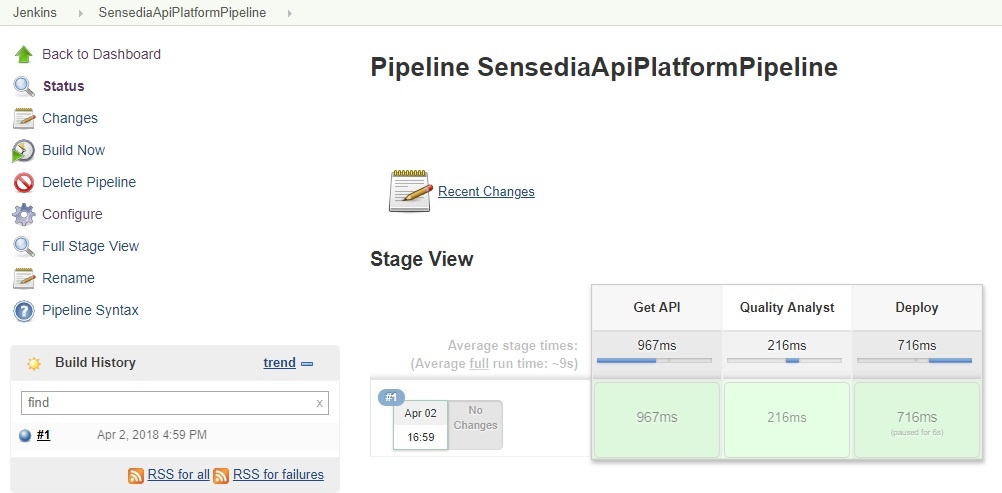 Jenkins SensediaApiPlatformPipeline
Back to Dashboard
Status
Changes
Build Now
Delete Pipeline
Configure
Full Stage View
Rename
Pipeline Syntax
Build History trend
find x
#1 Apr 2, 2018 4:59 PM
RSS for all RSS for failures
Pipeline SensediaApiPlatformPipeline
Recent Changes
Stage View
Get API Quality Analyst Deploy
Average stage times: 967ms 216ms 716ms
(Average full run time: ~9s)
#1
Apr 02
16:59
No
Changes
967ms 216ms 716ms
(paused for 6s)